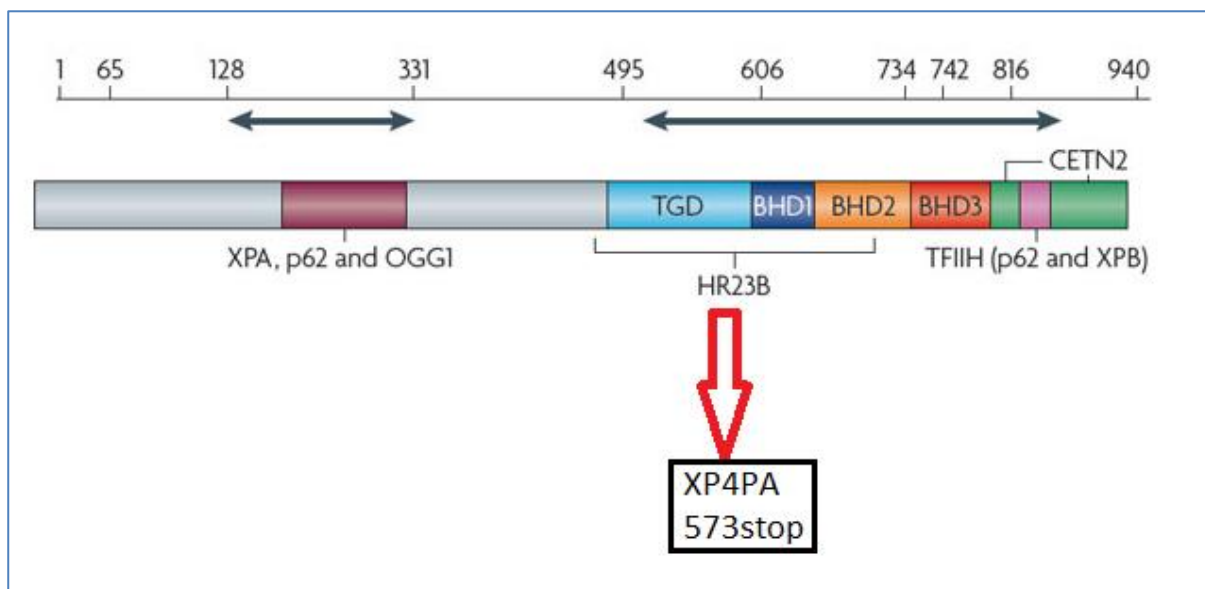 1 65 128 331 495 606 734 742 816 940
CETN2
TGD BHD1 BHD2 BHD3
XPA, p62 and OGG1
TFIIH (p62 and XPB)
HR23B
XP4PA
573stop